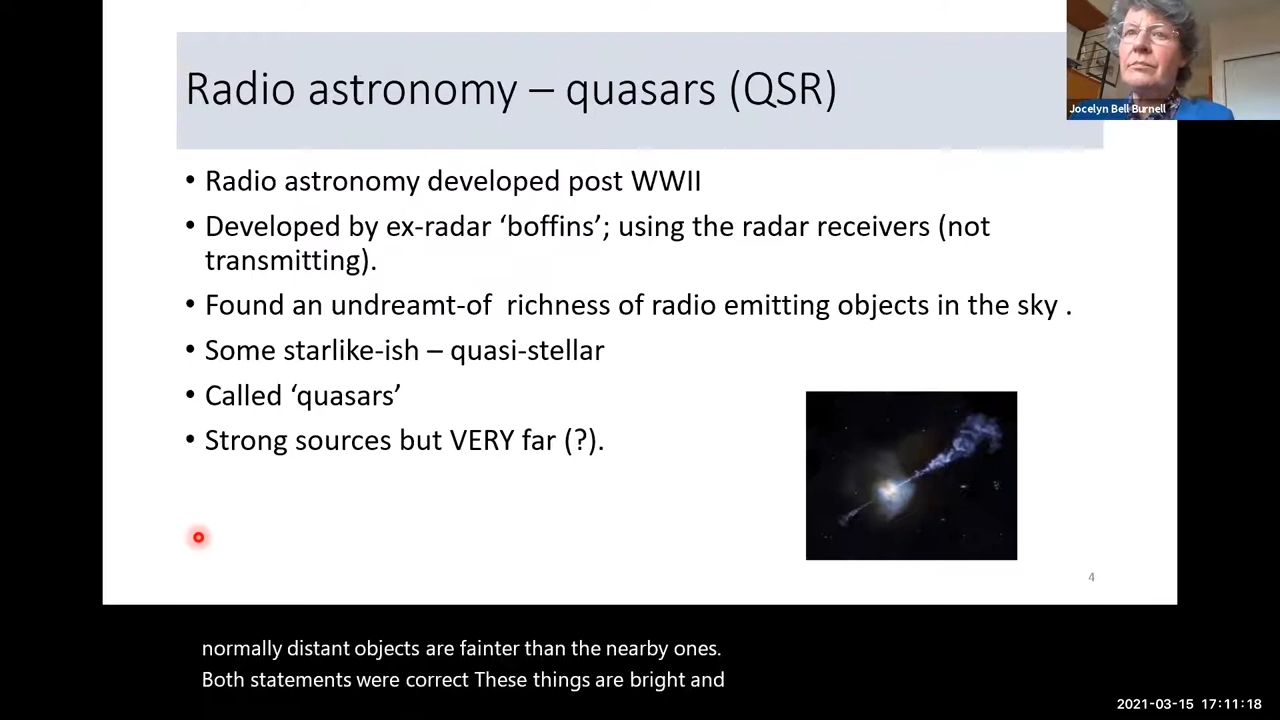 Radio astronomy – quasars (QSR)
Jocelyn Bell Burnell
• Radio astronomy developed post WWII
• Developed by ex-radar ‘boffins’; using the radar receivers (not
transmitting).
• Found an undreamt-of  richness of radio emitting objects in the sky .
• Some starlike-ish – quasi-stellar
• Called ‘quasars’
• Strong sources but VERY far (?).
4
normally distant objects are fainter than the nearby ones.
Both statements were correct These things are bright and
2021-03-15 17:11:18